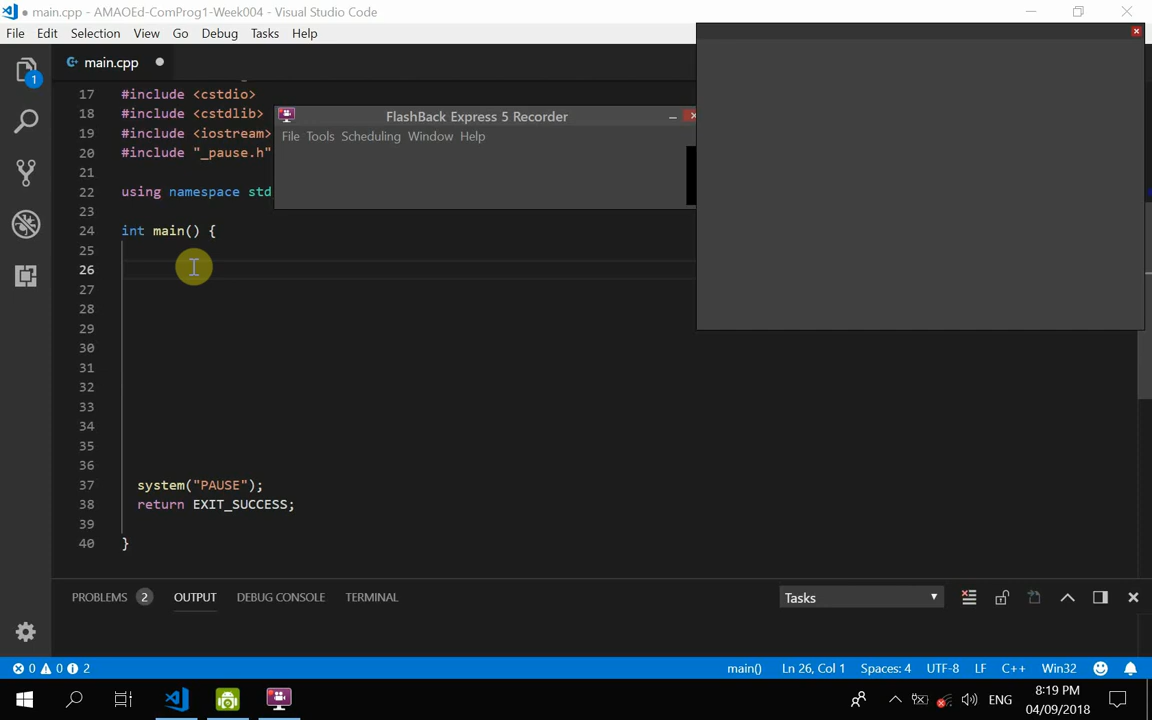 main.cpp - AMAOEd-ComProg1-Week004 - Visual Studio Code
File Edit Selection View Go Debug Tasks Help
main.cpp
17 #include <cstdio>
18 #include <cstdlib>
19 #include <iostream>
20 #include "_pause.h"
21
22 using namespace std
23
24 int main() {
25
26
27
28
29
30
31
32
33
34
35
36
37 system("PAUSE");
38 return EXIT_SUCCESS;
39
40 }
FlashBack Express 5 Recorder
File Tools Scheduling Window Help
1
PROBLEMS 2 OUTPUT DEBUG CONSOLE TERMINAL Tasks
0 0 2 main() Ln 26, Col 1 Spaces: 4 UTF-8 LF C++ Win32
ENG 8:19 PM
04/09/2018